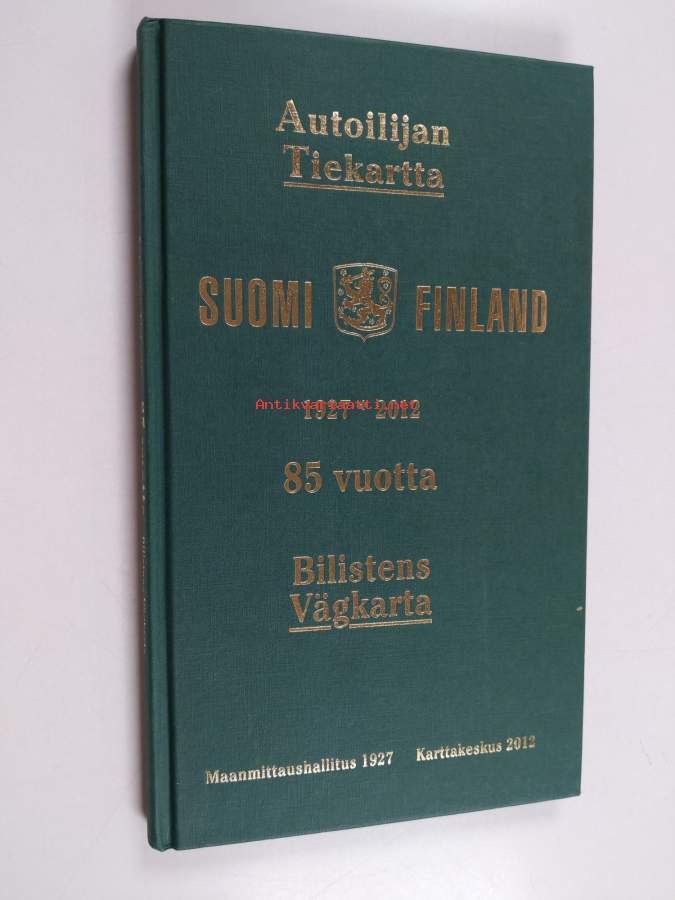 Autoilijan
Tiekartta
SUOMI FINLAND
1927 - 2012
Antikvariaatti.net
85 vuotta
Bilistens
Vägkarta
Maanmittaushallitus 1927 Karttakeskus 2012